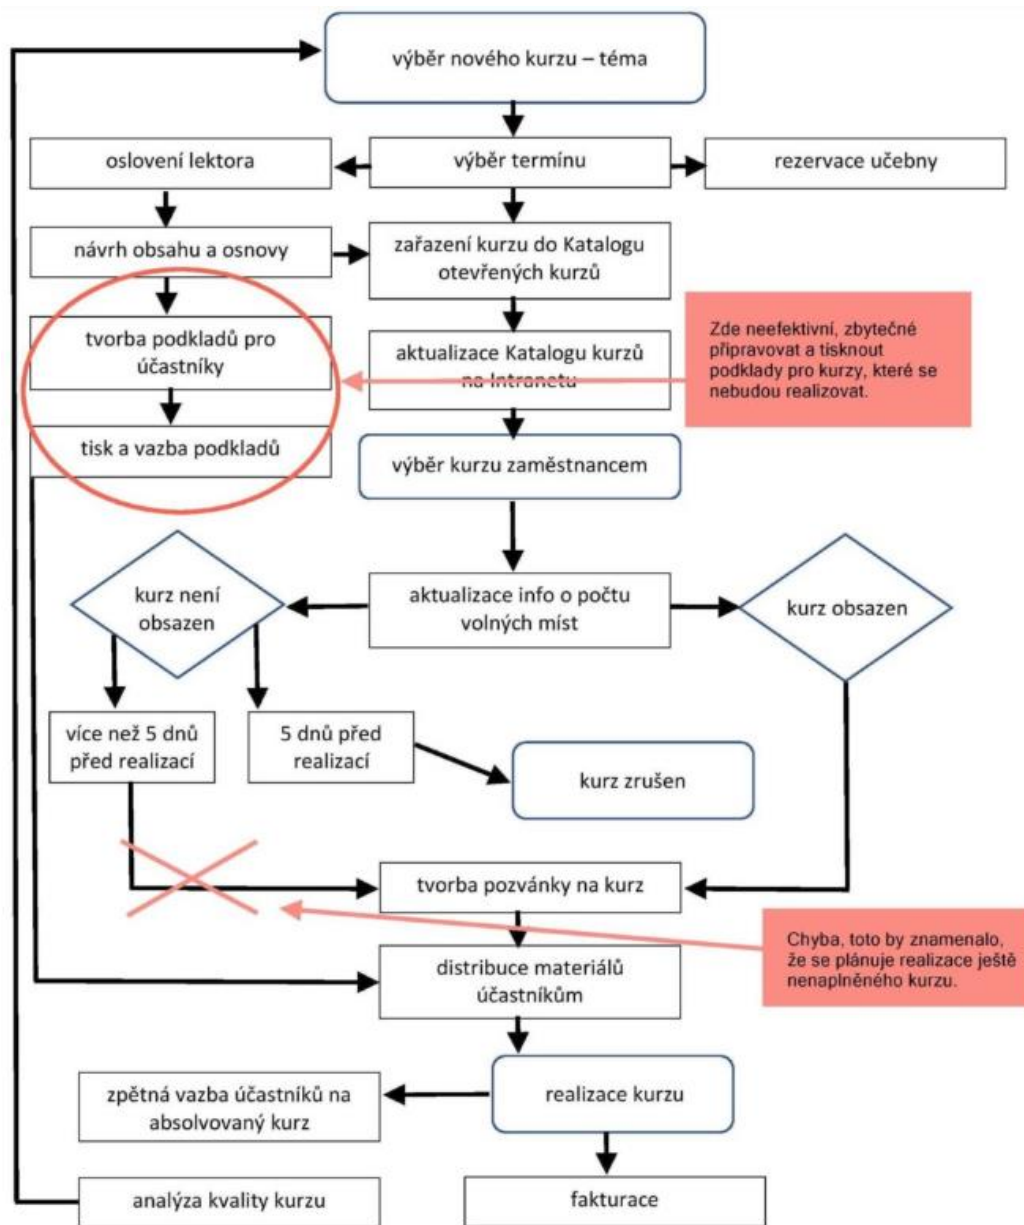 výběr nového kurzu – téma
oslovení lektora
výběr termínu
rezervace učebny
návrh obsahu a osnovy
zařazení kurzu do Katalogu
otevřených kurzů
tvorba podkladů pro
účastníky
aktualizace Katalogu kurzů
na Intranetu
Zde neefektivní, zbytečné
připravovat a tisknout
podklady pro kurzy, které se
nebudou realizovat.
tisk a vazba podkladů
výběr kurzu zaměstnancem
kurz není
obsazen
aktualizace info o počtu
volných míst
kurz obsazen
více než 5 dnů
před realizací
5 dnů před
realizací
kurz zrušen
tvorba pozvánky na kurz
Chyba, toto by znamenalo,
že se plánuje realizace ještě
nenaplněného kurzu.
distribuce materiálů
účastníkům
zpětná vazba účastníků na
absolvovaný kurz
realizace kurzu
analýza kvality kurzu
fakturace